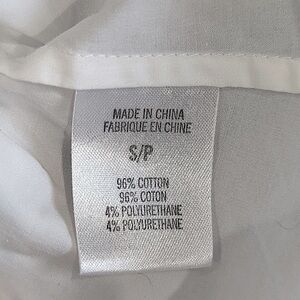 MADE IN CHINA
FABRIQUE EN CHINE
S/P
96% COTTON
96% COTON
4% POLYURETHANE
4% POLYURETHANE